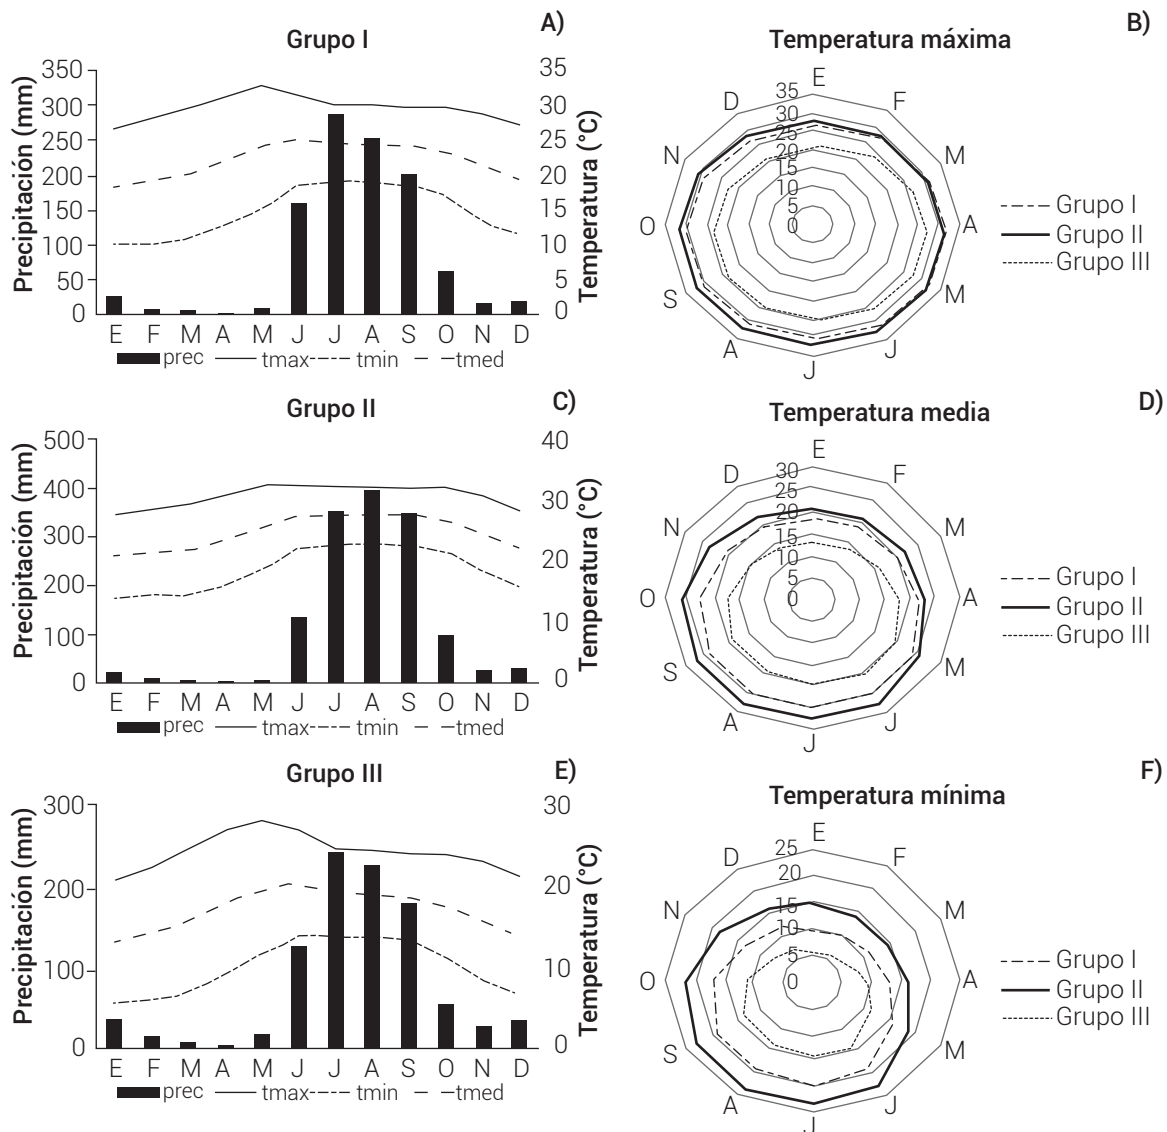 A)
Grupo I
Precipitación (mm)
350
300
250
200
150
100
50
0
35
30
25
20
15
10
5
0
Temperatura (°C)
E F M A M J J A S O N D
prec tmax tmin tmed
B)
Temperatura máxima
E
F
M
A
M
J
J
A
S
O
N
D
35
30
25
20
15
10
5
0
Grupo I
Grupo II
Grupo III
C)
Grupo II
Precipitación (mm)
500
400
300
200
100
0
40
30
20
10
0
Temperatura (°C)
E F M A M J J A S O N D
prec tmax tmin tmed
D)
Temperatura media
E
F
M
A
M
J
J
A
S
O
N
D
30
25
20
15
10
5
0
Grupo I
Grupo II
Grupo III
E)
Grupo III
Precipitación (mm)
300
200
100
0
30
20
10
0
Temperatura (°C)
E F M A M J J A S O N D
prec tmax tmin tmed
F)
Temperatura mínima
E
F
M
A
M
J
J
A
S
O
N
D
25
20
15
10
5
0
Grupo I
Grupo II
Grupo III